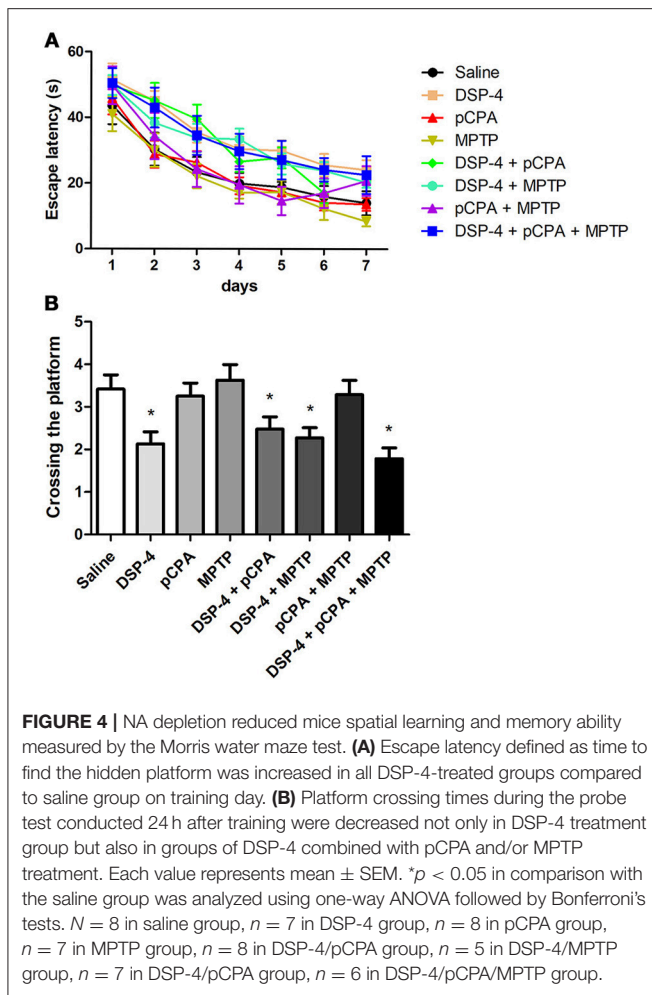 A
60
40
20
0
Escape latency (s)
1 2 3 4 5 6 7
days
Saline
DSP-4
pCPA
MPTP
DSP-4 + pCPA
DSP-4 + MPTP
pCPA + MPTP
DSP-4 + pCPA + MPTP
B
5
4
3
2
1
0
Crossing the platform
* * * *
Saline
DSP-4
pCPA
MPTP
DSP-4 + pCPA
DSP-4 + MPTP
pCPA + MPTP
DSP-4 + pCPA + MPTP
FIGURE 4 | NA depletion reduced mice spatial learning and memory ability
measured by the Morris water maze test. (A) Escape latency defined as time to
find the hidden platform was increased in all DSP-4-treated groups compared
to saline group on training day. (B) Platform crossing times during the probe
test conducted 24 h after training were decreased not only in DSP-4 treatment
group but also in groups of DSP-4 combined with pCPA and/or MPTP
treatment. Each value represents mean ± SEM. *p < 0.05 in comparison with
the saline group was analyzed using one-way ANOVA followed by Bonferroni's
tests. N = 8 in saline group, n = 7 in DSP-4 group, n = 8 in pCPA group,
n = 7 in MPTP group, n = 8 in DSP-4/pCPA group, n = 5 in DSP-4/MPTP
group, n = 7 in DSP-4/pCPA group, n = 6 in DSP-4/pCPA/MPTP group.